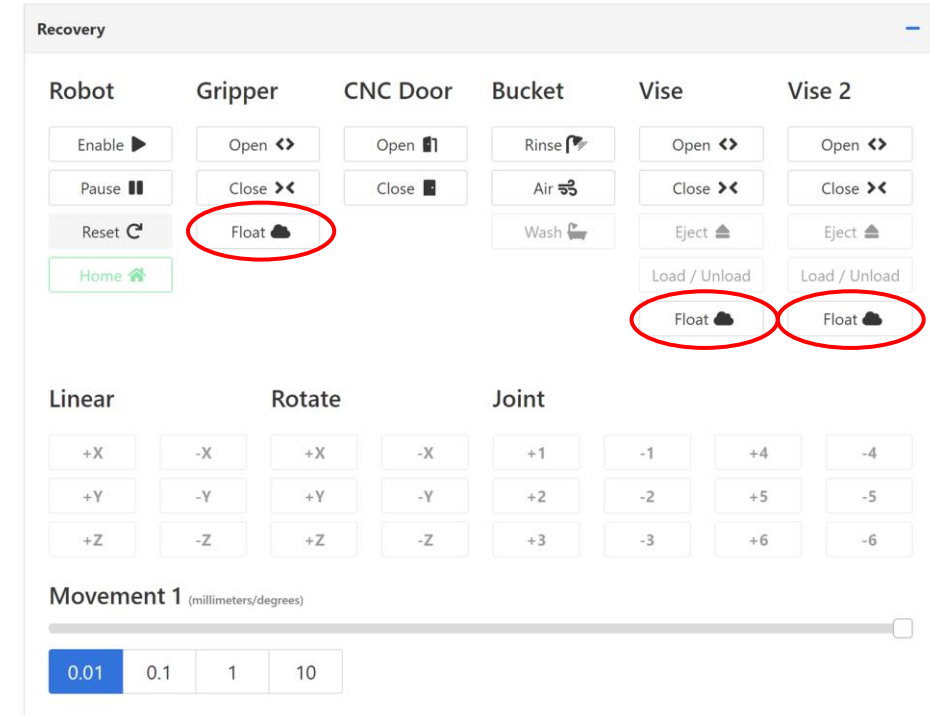 Recovery
Robot Gripper CNC Door Bucket Vise Vise 2
Enable Open Open Rinse Open Open
Pause Close Close Air Close Close
Reset Float Wash Eject Eject
Home Load / Unload Load / Unload
Float Float
Linear Rotate Joint
+X -X +X -X +1 -1 +4 -4
+Y -Y +Y -Y +2 -2 +5 -5
+Z -Z +Z -Z +3 -3 +6 -6
Movement 1 (millimeters/degrees)
0.01 0.1 1 10